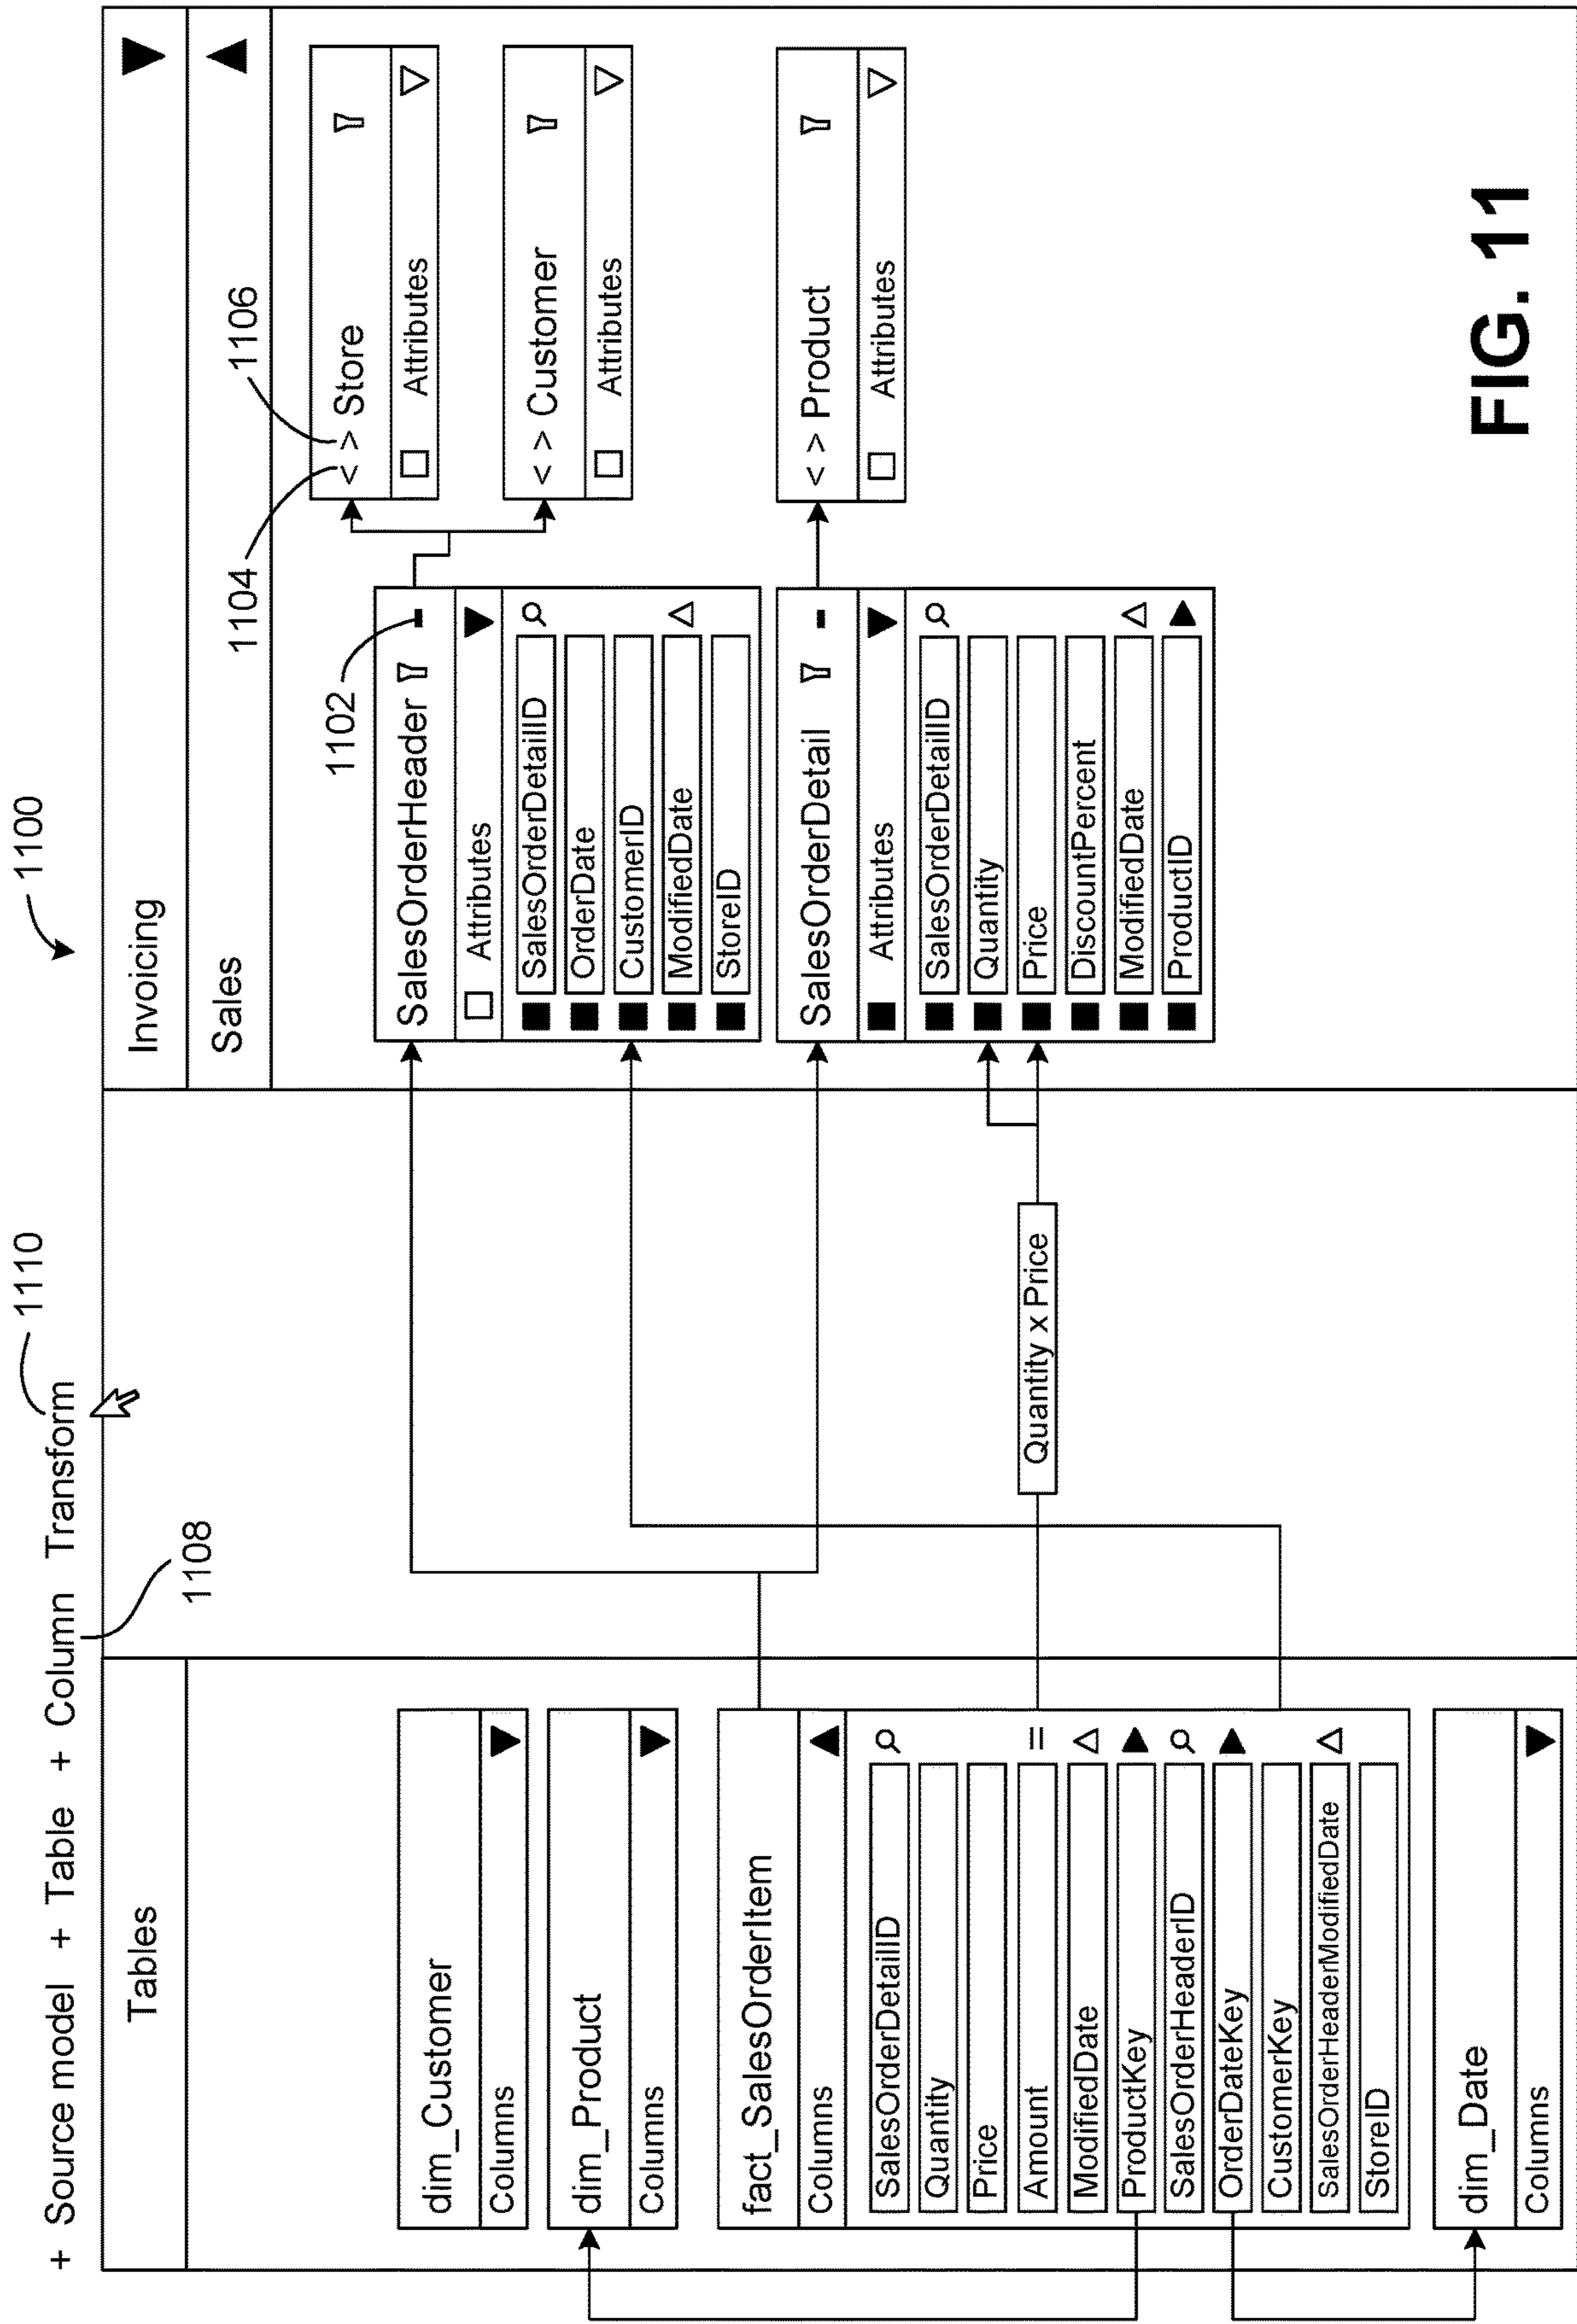 1100
+ Source model + Table + Column Transform
1108
1110
Tables
dim_Customer
Columns
dim_Product
Columns
fact_SalesOrderItem
Columns
SalesOrderDetailID
Quantity
Price
Amount =
ModifiedDate
ProductKey
SalesOrderHeaderID
OrderDateKey
CustomerKey
SalesOrderHeaderModifiedDate
StoreID
dim_Date
Columns
Quantity x Price
Invoicing
Sales
1102
1104
1106
SalesOrderHeader
Attributes
SalesOrderDetailID
OrderDate
CustomerID
ModifiedDate
StoreID
SalesOrderDetail
Attributes
SalesOrderDetailID
Quantity
Price
DiscountPercent
ModifiedDate
ProductID
< > Store
Attributes
< > Customer
Attributes
< > Product
Attributes
FIG. 11